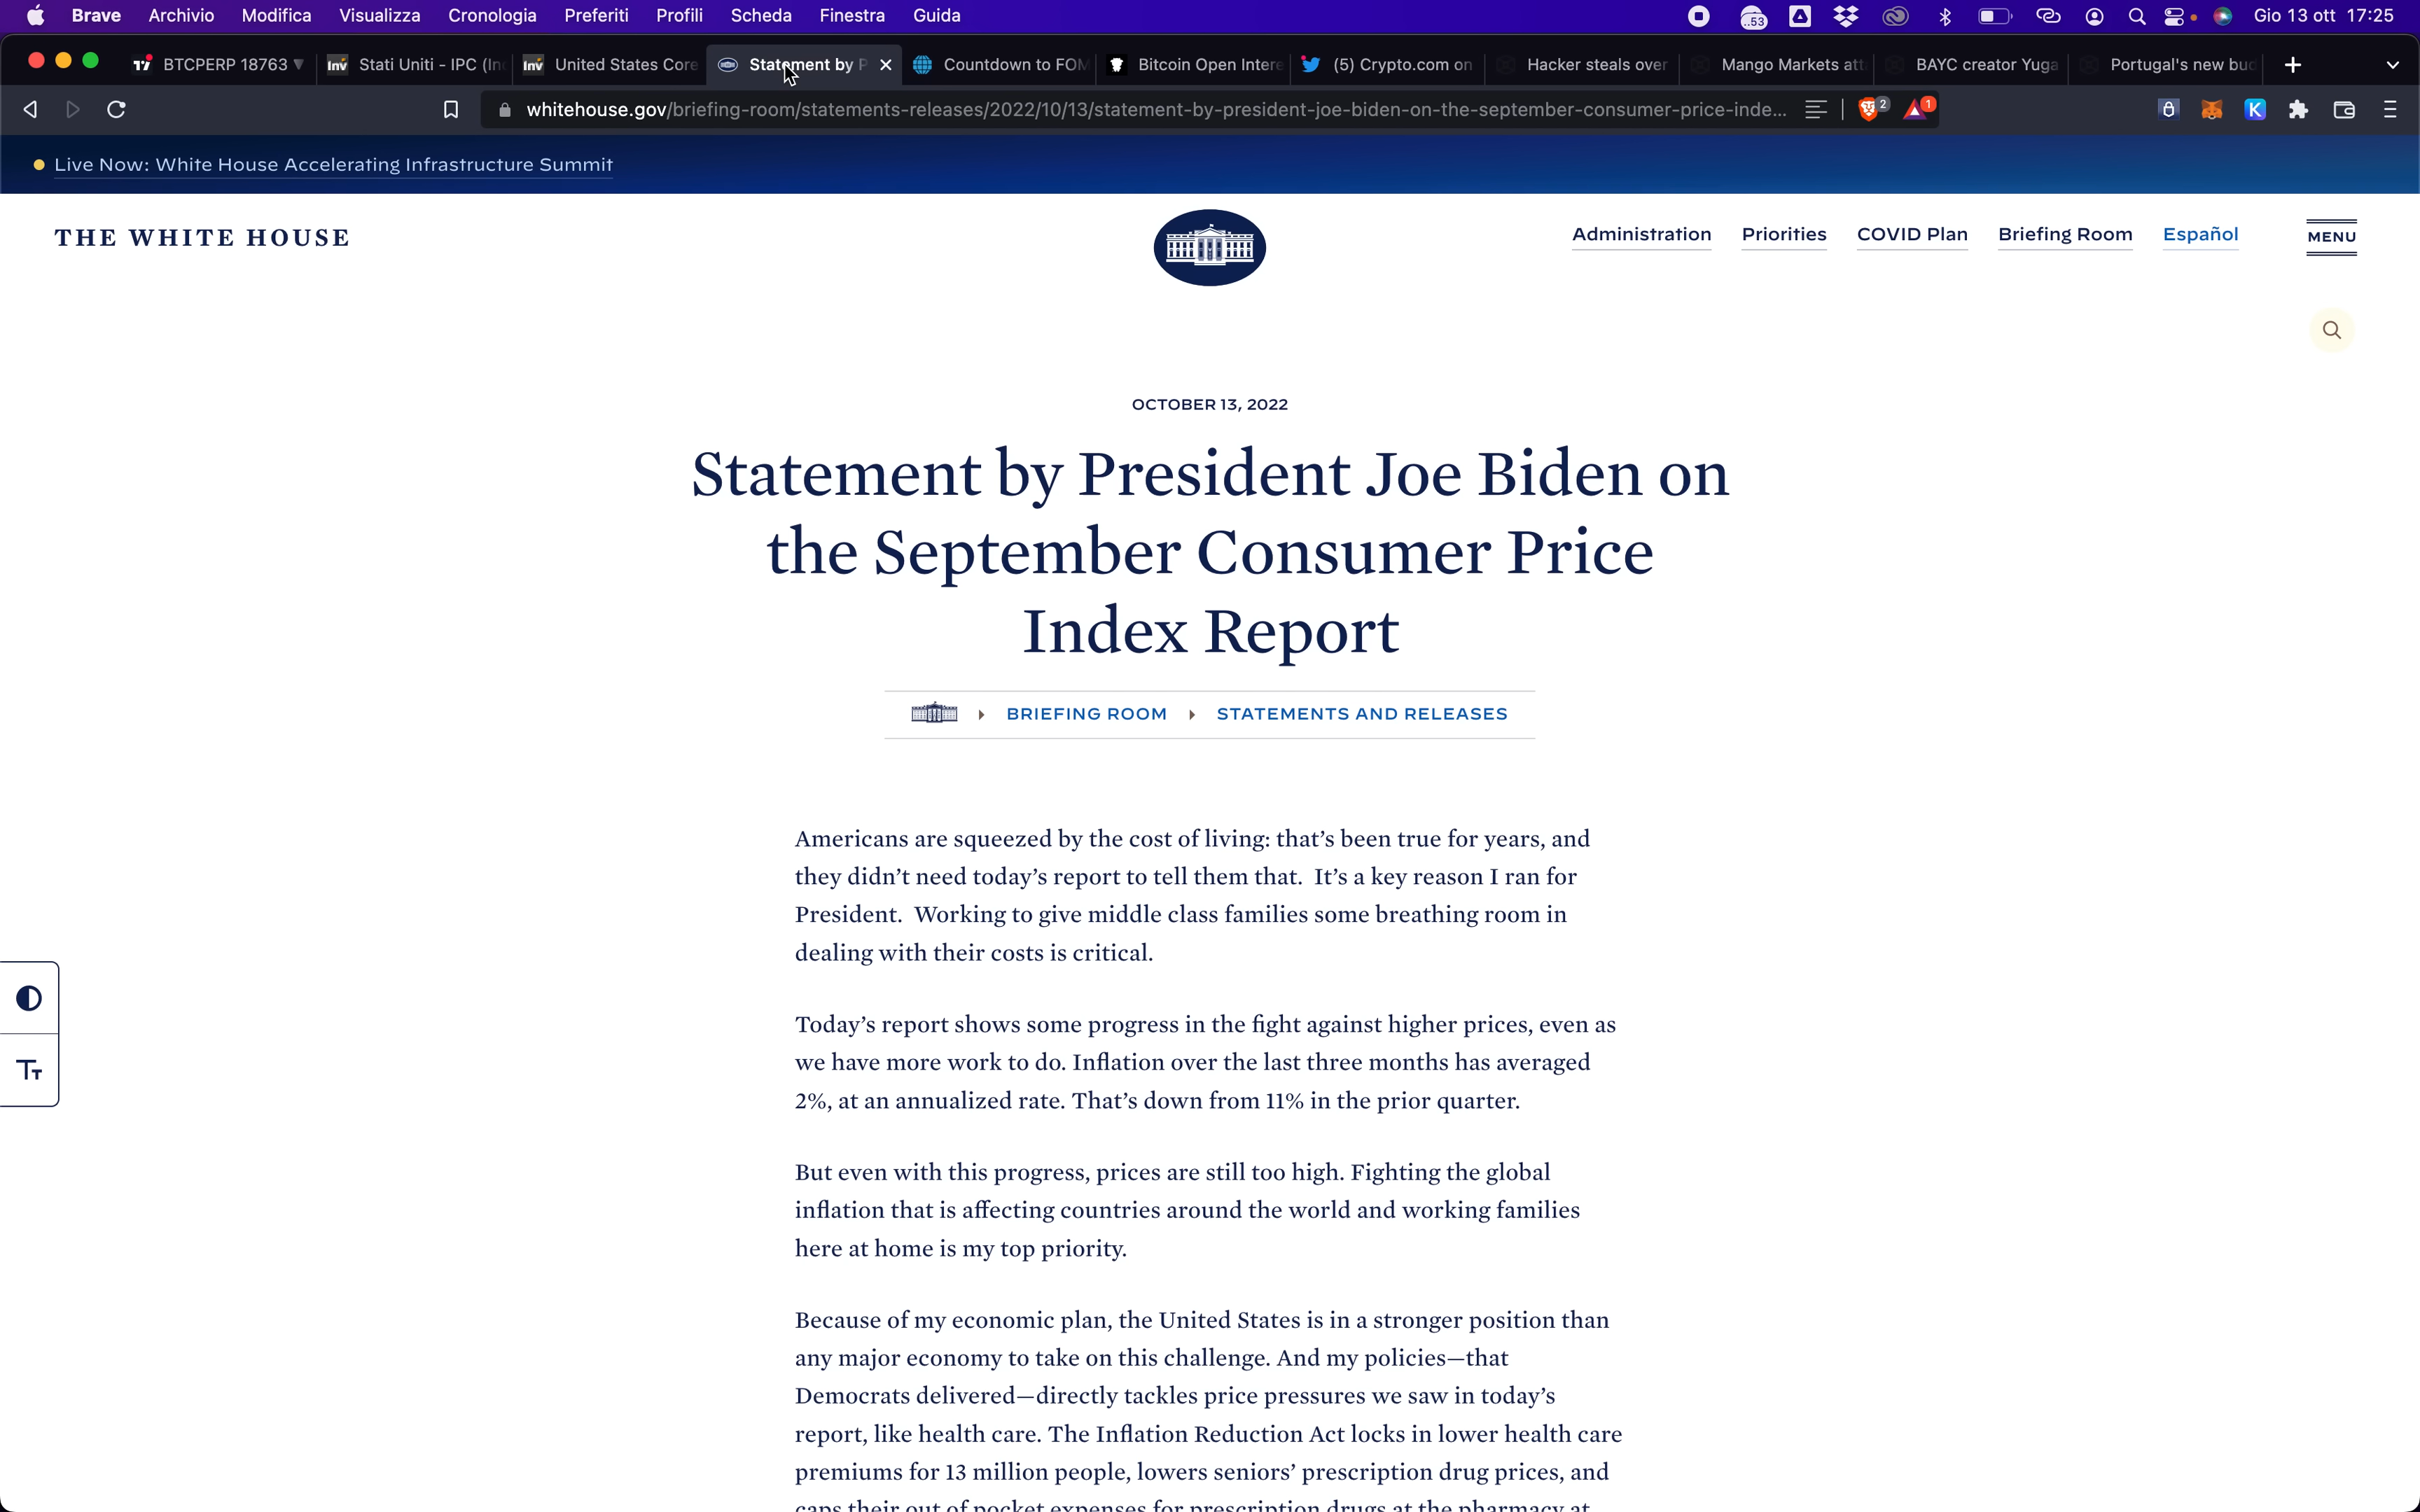 Brave Archivio Modifica Visualizza Cronologia Preferiti Profili Scheda Finestra Guida .53 Gio 13 ott 17:25
BTCPERP 18763 ▼ Inv Stati Uniti - IPC (In Inv United States Core Statement by P Countdown to FOM Bitcoin Open Intere (5) Crypto.com on Hacker steals over Mango Markets att BAYC creator Yuga Portugal's new bud
whitehouse.gov/briefing-room/statements-releases/2022/10/13/statement-by-president-joe-biden-on-the-september-consumer-price-inde... 2 1 K
Live Now: White House Accelerating Infrastructure Summit
THE WHITE HOUSE Administration Priorities COVID Plan Briefing Room Español MENU
OCTOBER 13, 2022
Statement by President Joe Biden on
the September Consumer Price
Index Report
BRIEFING ROOM STATEMENTS AND RELEASES
Americans are squeezed by the cost of living: that’s been true for years, and
they didn’t need today’s report to tell them that.  It’s a key reason I ran for
President.  Working to give middle class families some breathing room in
dealing with their costs is critical.
Today’s report shows some progress in the fight against higher prices, even as
we have more work to do. Inflation over the last three months has averaged
2%, at an annualized rate. That’s down from 11% in the prior quarter.
But even with this progress, prices are still too high. Fighting the global
inflation that is affecting countries around the world and working families
here at home is my top priority.
Because of my economic plan, the United States is in a stronger position than
any major economy to take on this challenge. And my policies—that
Democrats delivered—directly tackles price pressures we saw in today’s
report, like health care. The Inflation Reduction Act locks in lower health care
premiums for 13 million people, lowers seniors’ prescription drug prices, and
caps their out of pocket expenses for prescription drugs at the pharmacy at
Tт